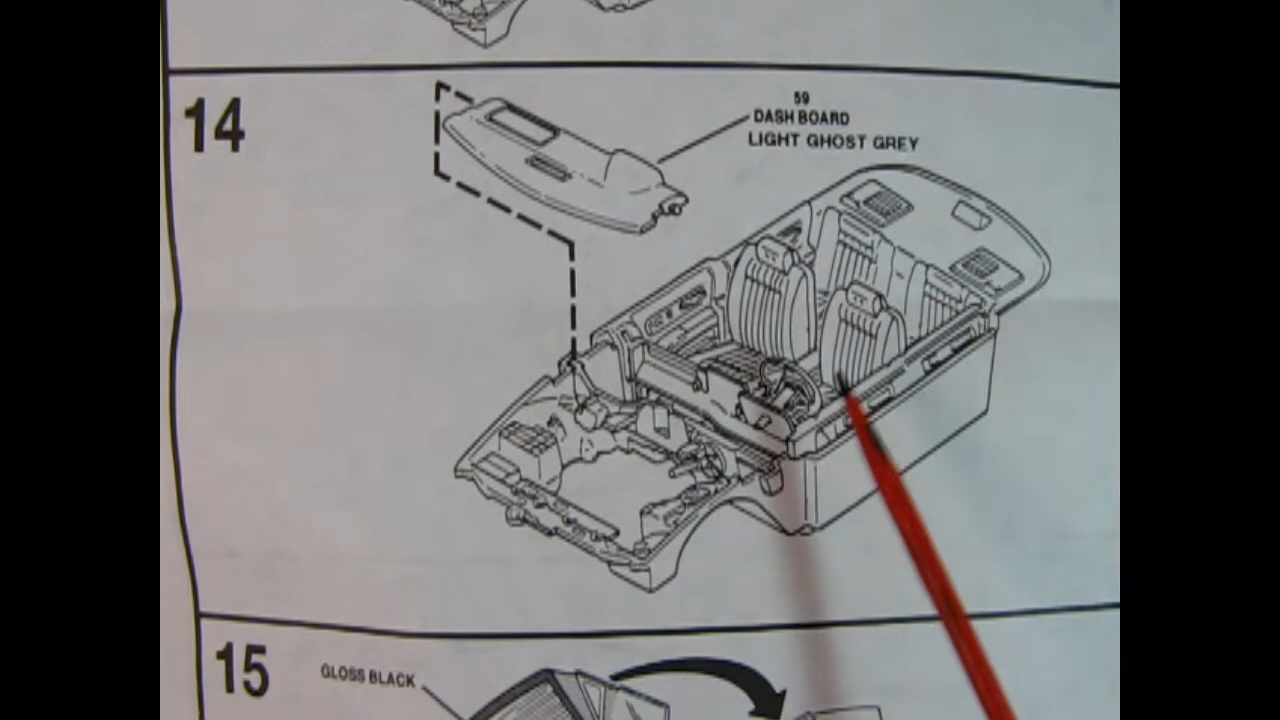 14
59
DASH BOARD
LIGHT GHOST GREY
15
GLOSS BLACK